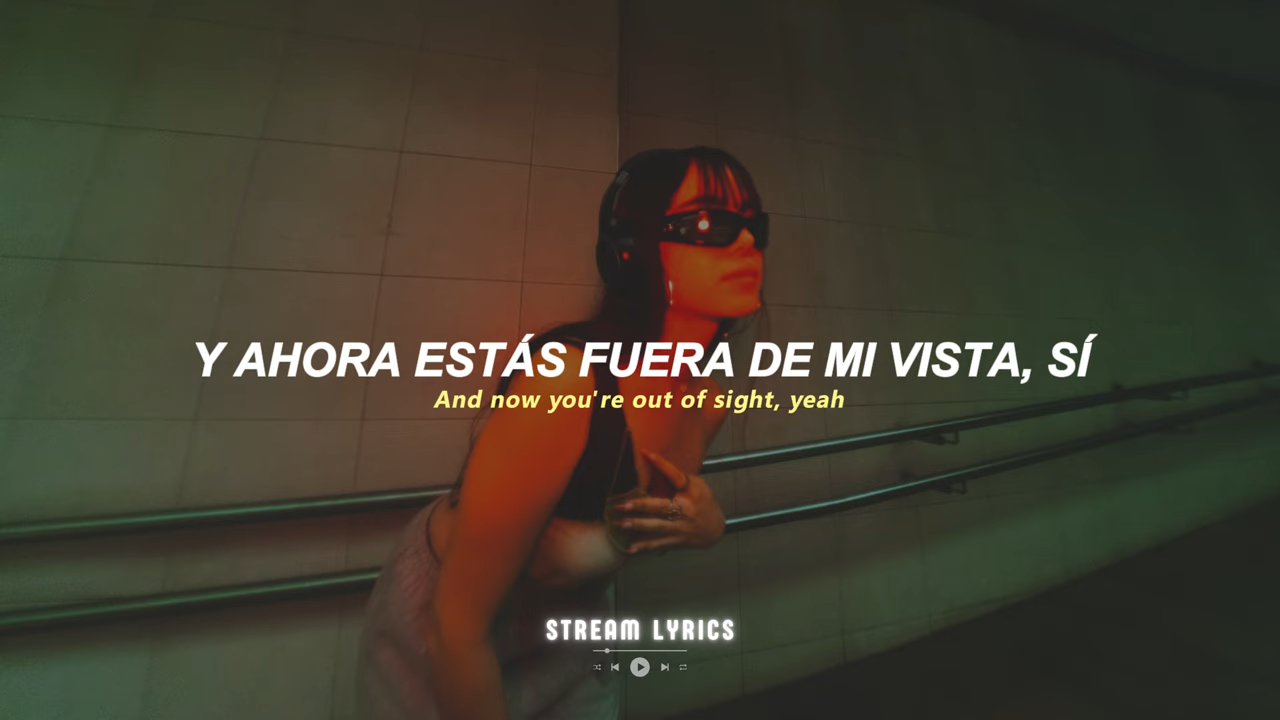 Y AHORA ESTÁS FUERA DE MI VISTA, SÍ
And now you're out of sight, yeah
STREAM LYRICS